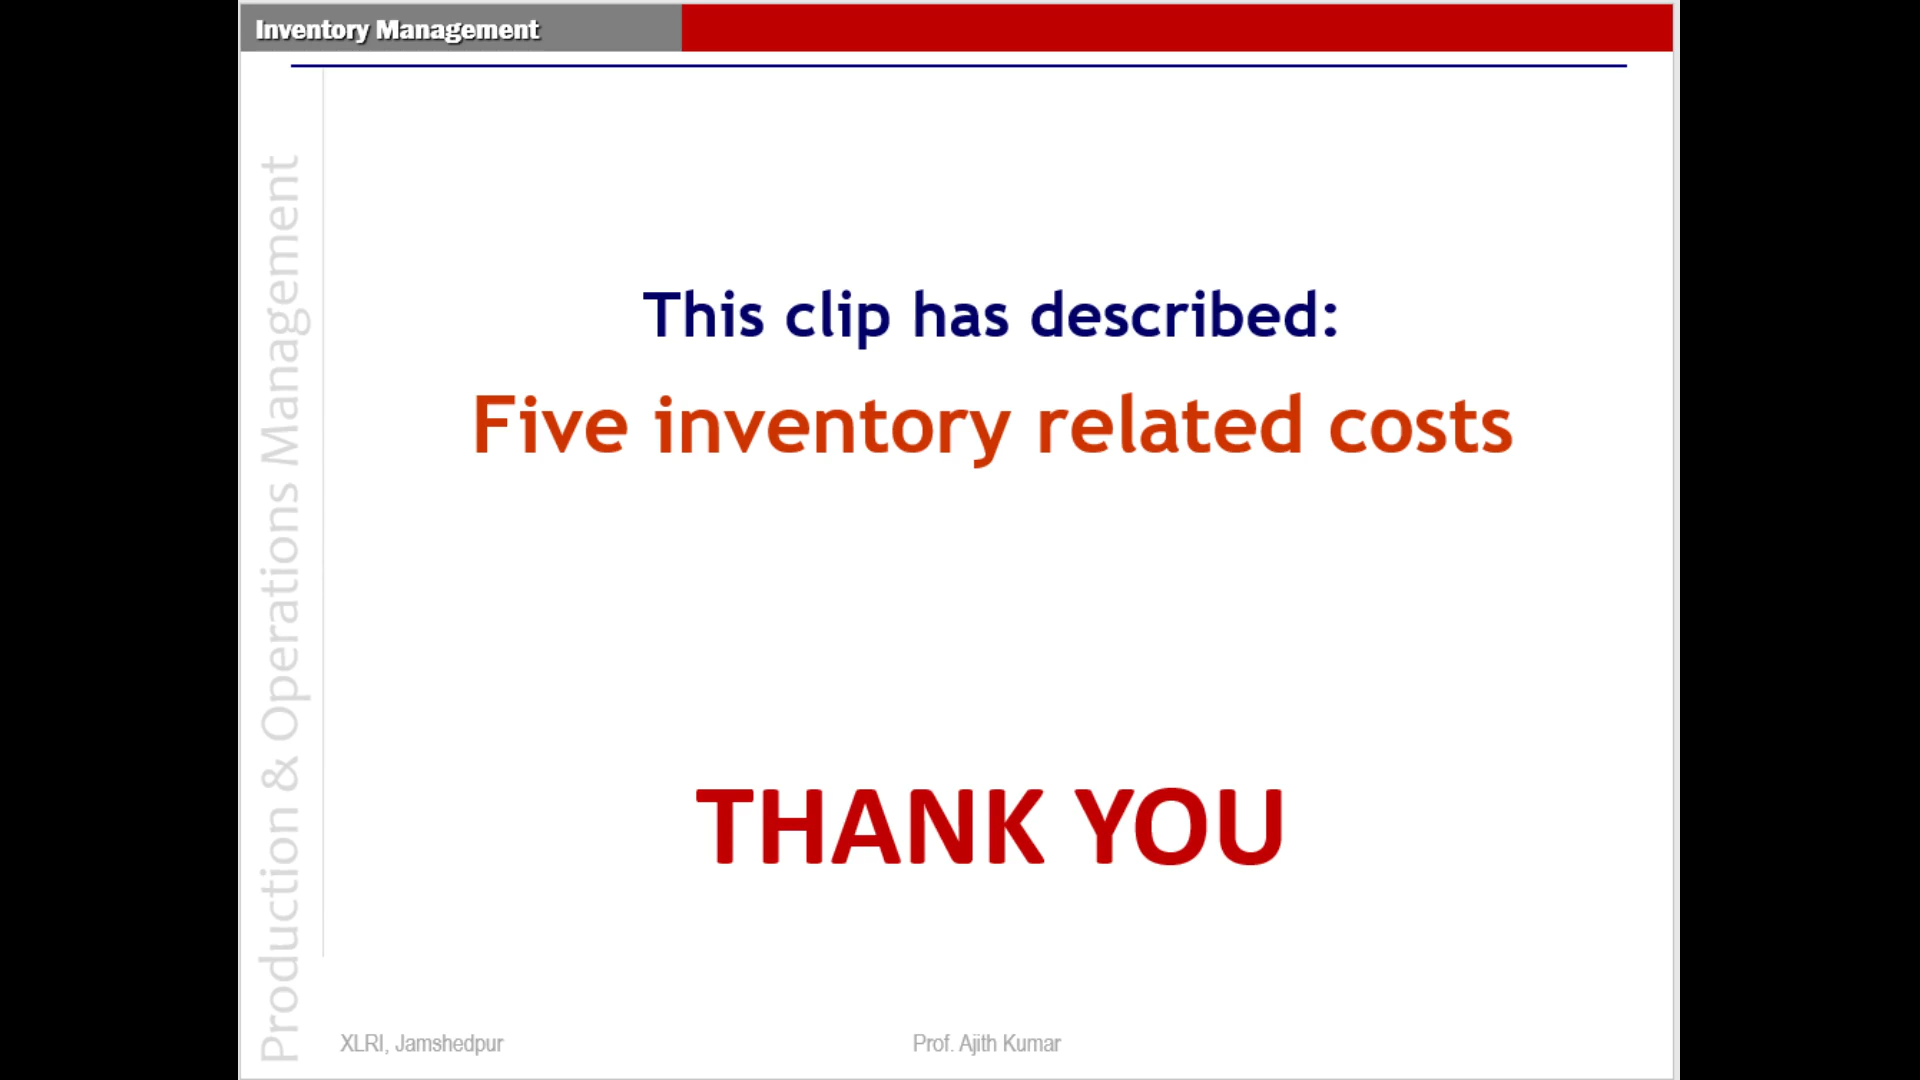 Inventory Management
Production & Operations Management
This clip has described:
Five inventory related costs
THANK YOU
XLRI, Jamshedpur
Prof. Ajith Kumar